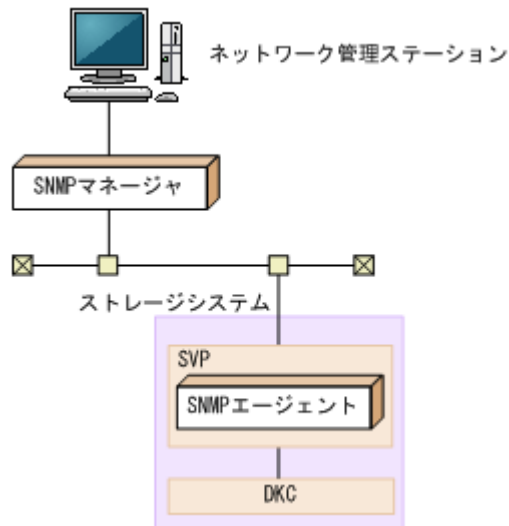 ネットワーク管理ステーション
SNMPマネージャ
ストレージシステム
SVP
SNMPエージェント
DKC